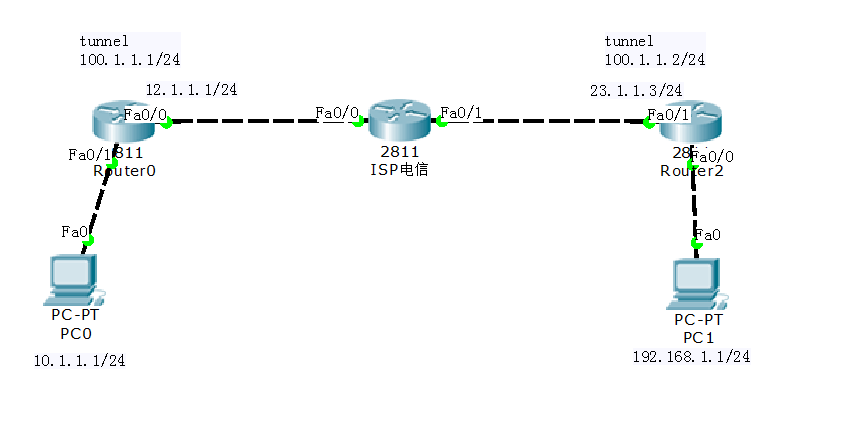 tunnel
100.1.1.1/24
tunnel
100.1.1.2/24
12.1.1.1/24
23.1.1.3/24
Fa0/0
Fa0/0
Fa0/1
Fa0/1
Fa0/1
811
Router0
2811
ISP电信
Fa0/0
Router2
Fa0
Fa0
PC-PT
PC0
PC-PT
PC1
10.1.1.1/24
192.168.1.1/24